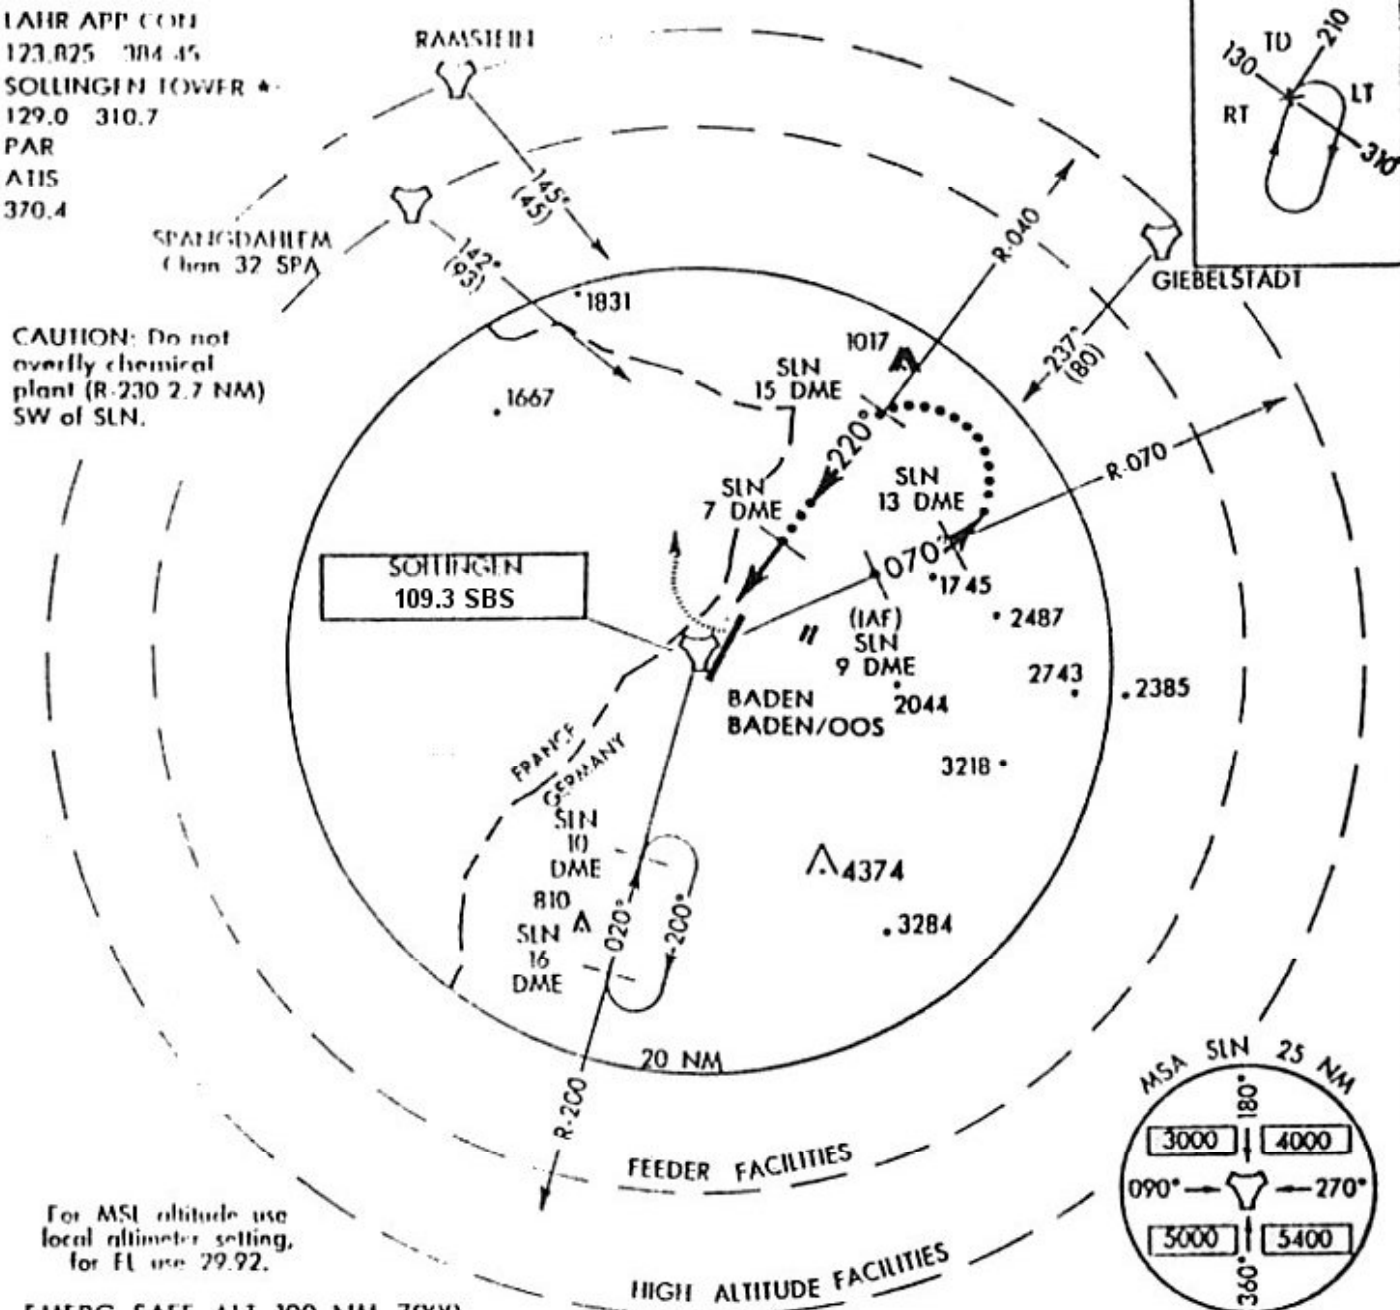 LAHR APP CON
123.825 384.45
SOLLINGEN TOWER *
129.0 310.7
PAR
ATIS
370.4
RAMSTEIN
145°
(45)
SPANGDAHLEM
Chan 32 SPA
142°
(93)
130
TD
210
LT
RT
310°
R-040
GIEBELSTADT
237°
(80)
CAUTION: Do not
overfly chemical
plant (R-230 2.7 NM)
SW of SLN.
1831
1667
1017
SLN
15 DME
220°
R-070
SLN
7 DME
SLN
13 DME
070°
SOLLINGEN
109.3 SBS
1745
(IAF)
SLN
9 DME
2487
2743
2385
2044
BADEN
BADEN/OOS
3218
FRANCE
GERMANY
SLN
10
DME
4374
810
020°
200°
3284
SLN
16
DME
20 NM
R-200
MSA SLN 25 NM
180°
3000
4000
090°
270°
5000
5400
360°
FEEDER FACILITIES
HIGH ALTITUDE FACILITIES
For MSL altitude use
local altimeter setting,
for FL use 29.92.
EMERG SAFE ALT 100 NM